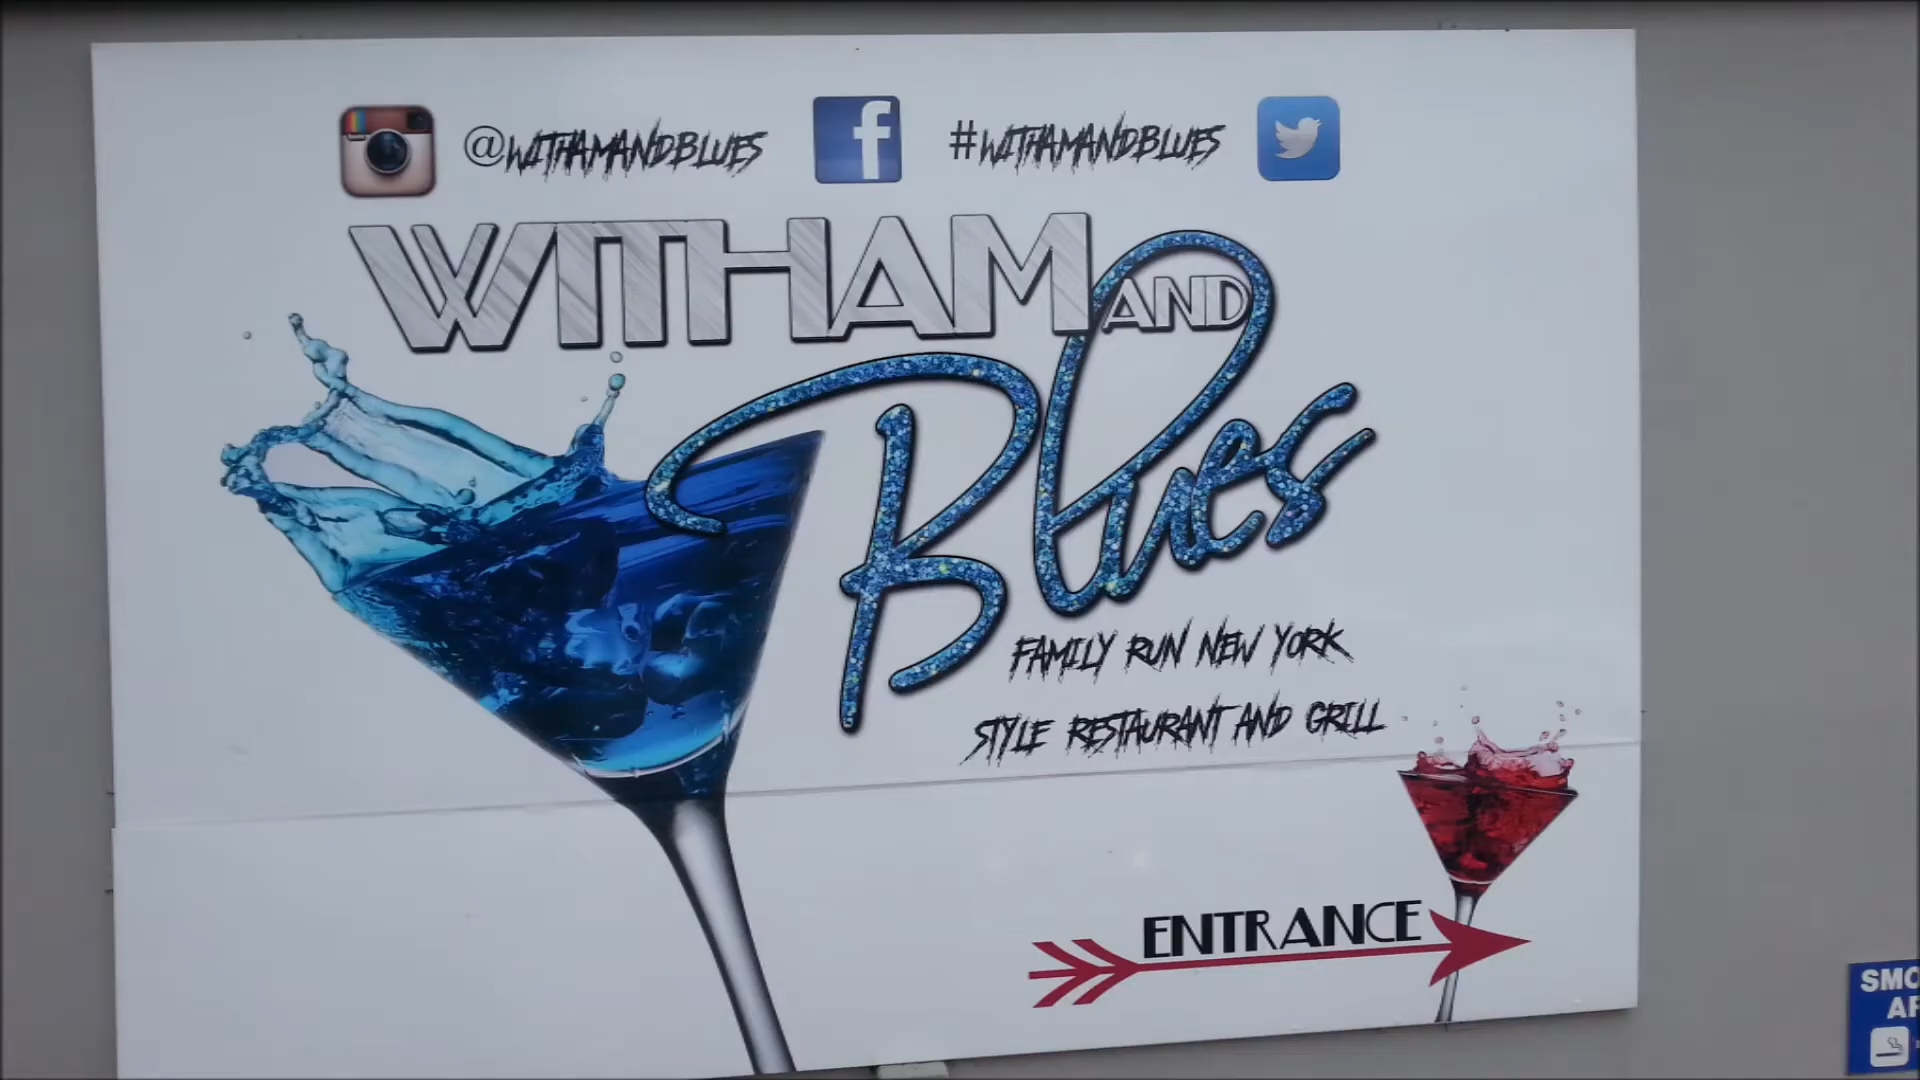 @WITHAMANDBLUES f #WITHAMANDBLUES
WITHAM AND
Blues
FAMILY RUN NEW YORK
STYLE RESTAURANT AND GRILL
ENTRANCE